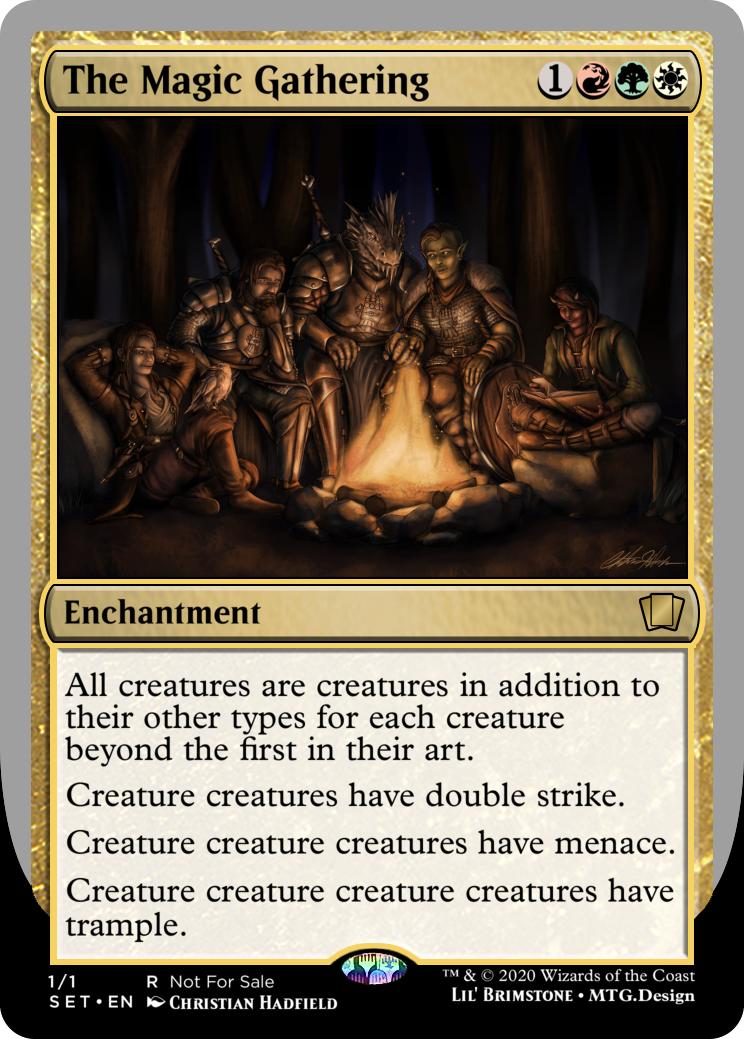 The Magic Gathering 1
Enchantment
All creatures are creatures in addition to
their other types for each creature
beyond the first in their art.
Creature creatures have double strike.
Creature creature creatures have menace.
Creature creature creature creatures have
trample.
1/1 R Not For Sale
SET • EN CHRISTIAN HADFIELD
™ & © 2020 Wizards of the Coast
LIL' BRIMSTONE • MTG.Design